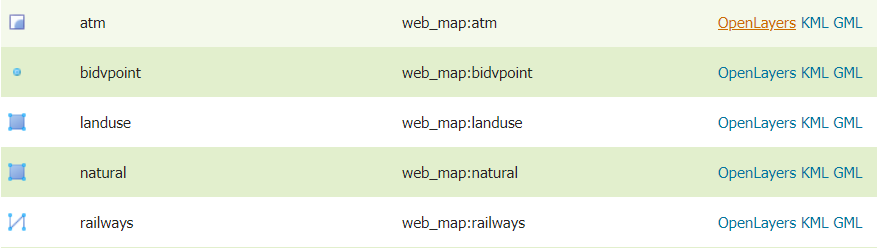 atm web_map:atm OpenLayers KML GML
bidvpoint web_map:bidvpoint OpenLayers KML GML
landuse web_map:landuse OpenLayers KML GML
natural web_map:natural OpenLayers KML GML
railways web_map:railways OpenLayers KML GML